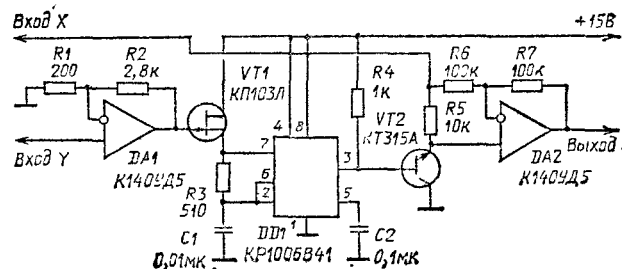 Вход X
+15В
R1
200
R2
2,8к
VT1
КП103Л
R4
1к
R6
100к
R7
100к
VT2
КТ315А
R5
10к
4
8
7
3
6
2
5
1
Вход Y
DA1
К140УД5
R3
510
DD1
КР1006ВИ1
C1
0,01мк
C2
0,1мк
DA2
К140УД5
Выход